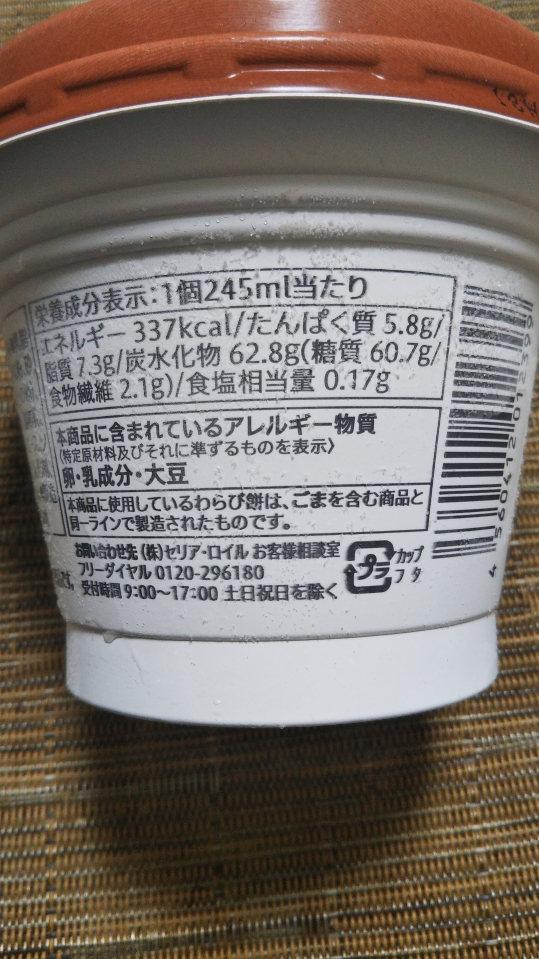 栄養成分表示:1個245ml当たり
エネルギー 337kcal/たんぱく質 5.8g/
脂質 7.3g/炭水化物 62.8g(糖質 60.7g/
食物繊維 2.1g)/食塩相当量 0.17g
本商品に含まれているアレルギー物質
〈特定原材料及びそれに準ずるものを表示〉
卵・乳成分・大豆
本商品に使用しているわらび餅は、ごまを含む商品と
同一ラインで製造されたものです。
お問い合わせ先 (株)セリア・ロイル お客様相談室
フリーダイヤル 0120-296180
受付時間 9:00〜17:00 土日祝日を除く
プラ
カップ
フタ